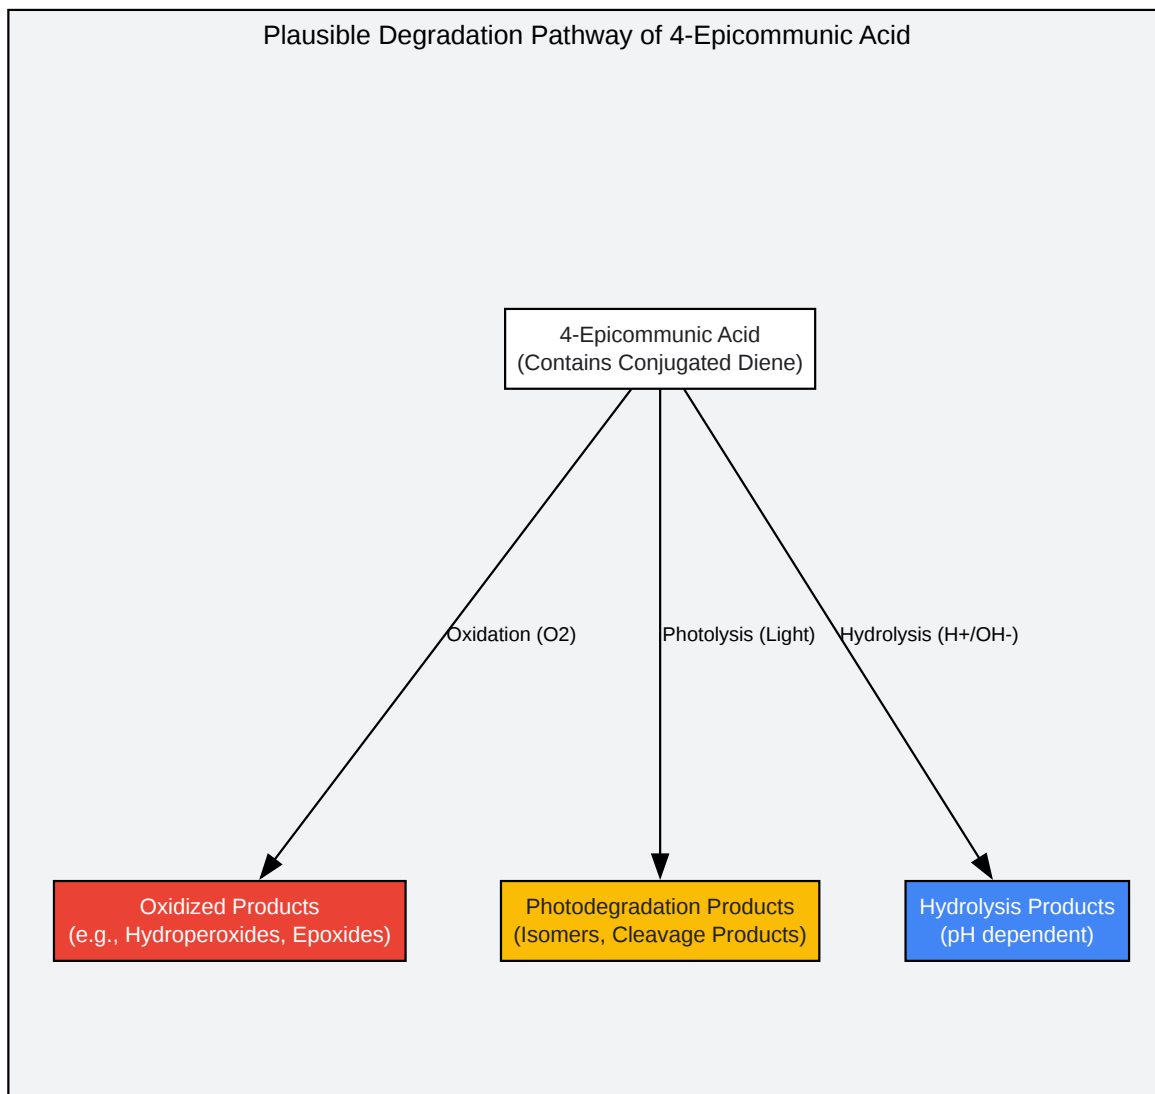 Plausible Degradation Pathway of 4-Epicommunic Acid
4-Epicommunic Acid
(Contains Conjugated Diene)
Oxidation (O2)
Photolysis (Light)
Hydrolysis (H+/OH-)
Oxidized Products
(e.g., Hydroperoxides, Epoxides)
Photodegradation Products
(Isomers, Cleavage Products)
Hydrolysis Products
(pH dependent)